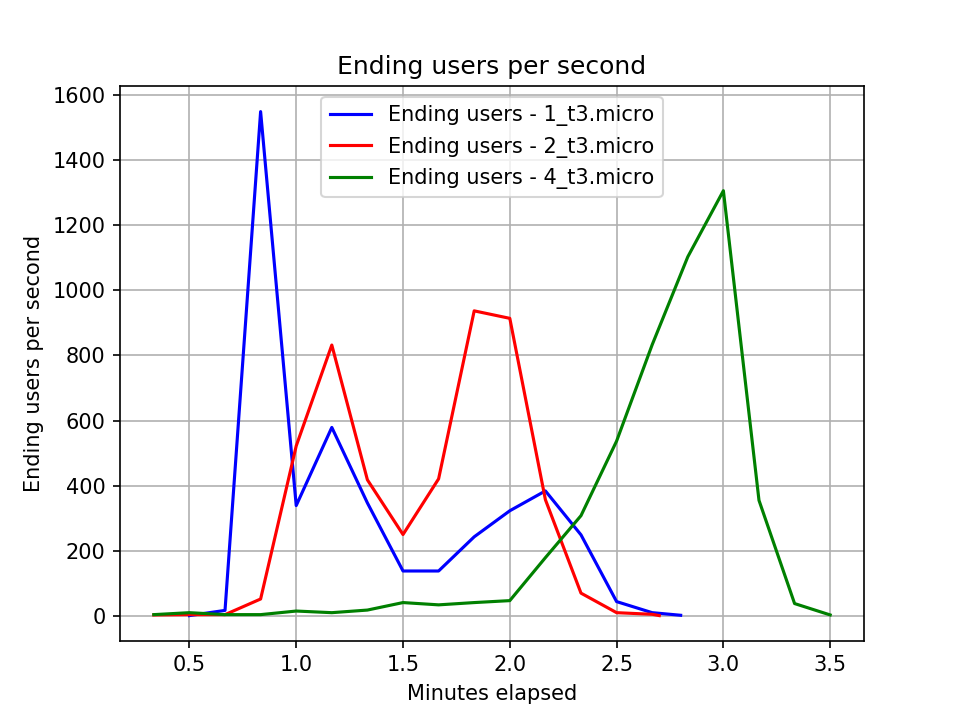 Ending users per second
1600
1400
1200
1000
800
600
400
200
0
Ending users per second
Ending users - 1_t3.micro
Ending users - 2_t3.micro
Ending users - 4_t3.micro
0.5 1.0 1.5 2.0 2.5 3.0 3.5
Minutes elapsed